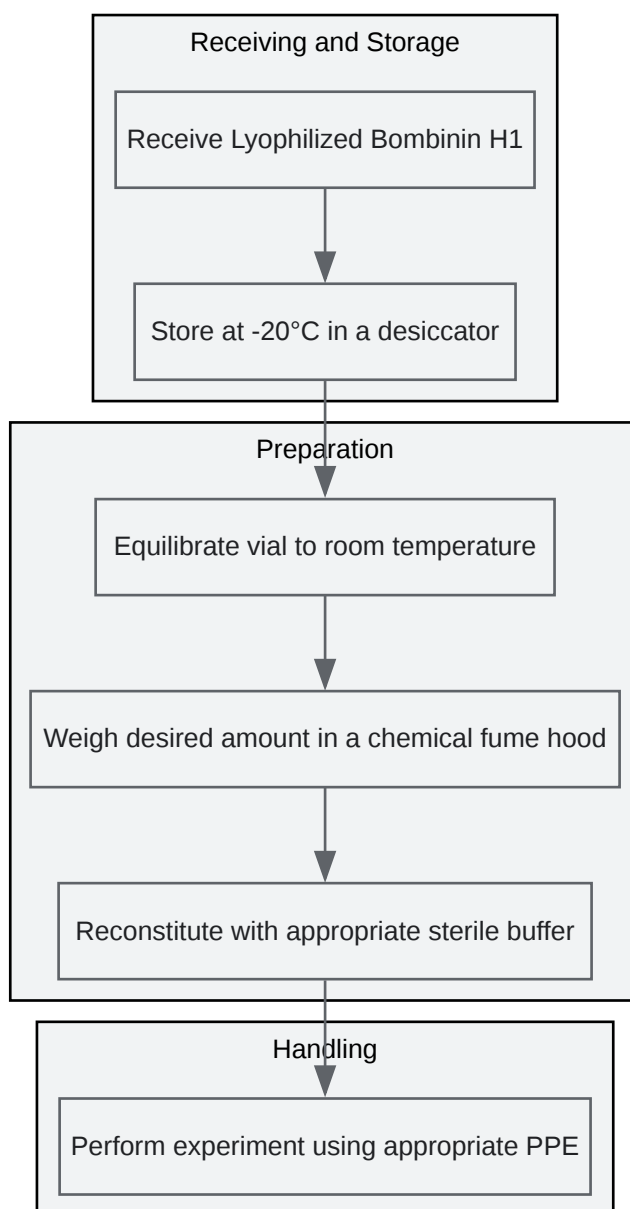 Receiving and Storage
Receive Lyophilized Bombinin H1
Store at -20°C in a desiccator
Preparation
Equilibrate vial to room temperature
Weigh desired amount in a chemical fume hood
Reconstitute with appropriate sterile buffer
Handling
Perform experiment using appropriate PPE